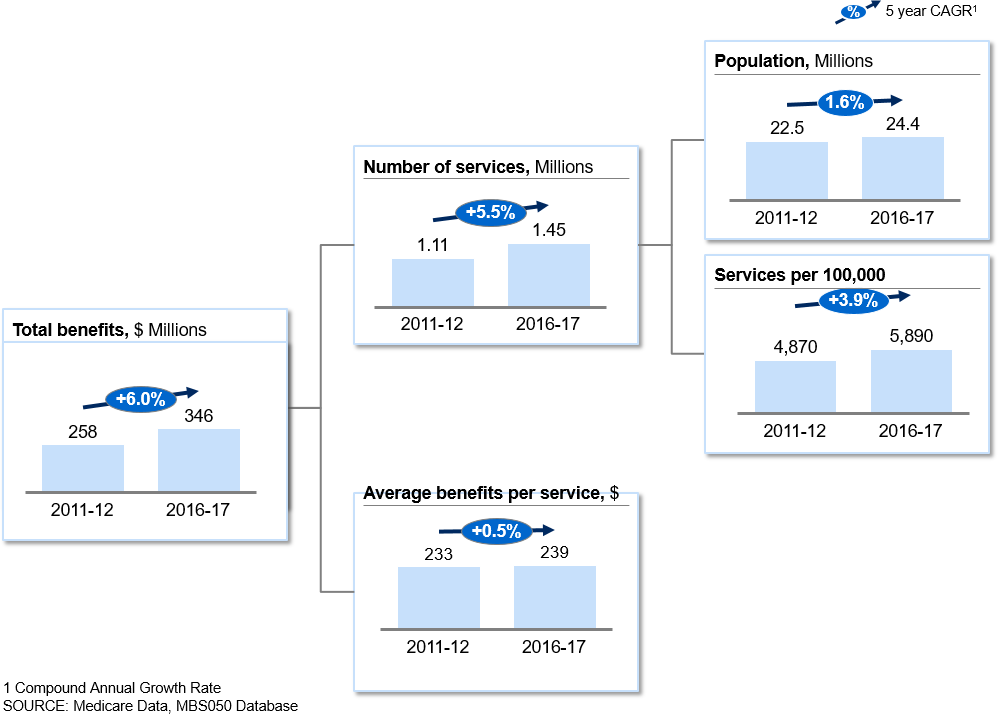 % 5 year CAGR¹
Population, Millions
1.6%
22.5 24.4
2011-12 2016-17
Number of services, Millions
+5.5%
1.11 1.45
2011-12 2016-17
Services per 100,000
+3.9%
4,870 5,890
2011-12 2016-17
Total benefits, $ Millions
+6.0%
258 346
2011-12 2016-17
Average benefits per service, $
+0.5%
233 239
2011-12 2016-17
1 Compound Annual Growth Rate
SOURCE: Medicare Data, MBS050 Database